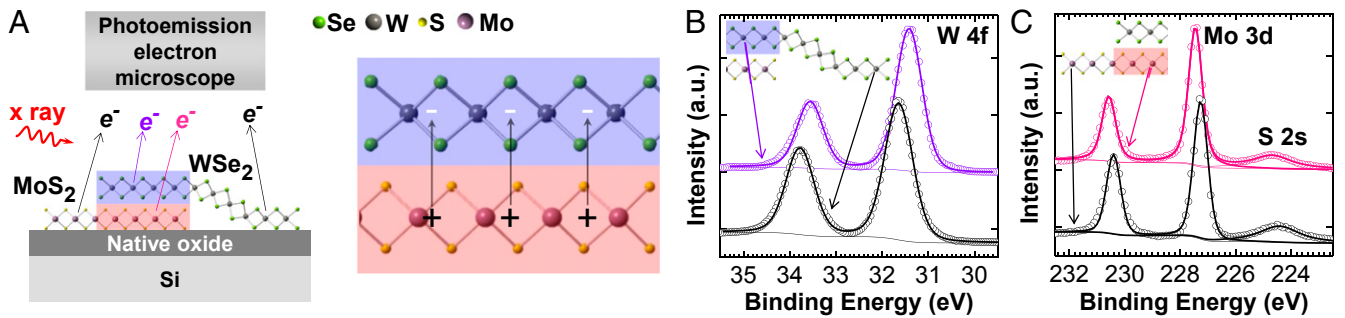 A
Photoemission
electron
microscope
x ray
e-
e-
e-
e-
MoS2
WSe2
Native oxide
Si
Se W S Mo
- - -
+ + +
B
W 4f
Intensity (a.u.)
35 34 33 32 31 30
Binding Energy (eV)
C
Mo 3d
S 2s
Intensity (a.u.)
232 230 228 226 224
Binding Energy (eV)